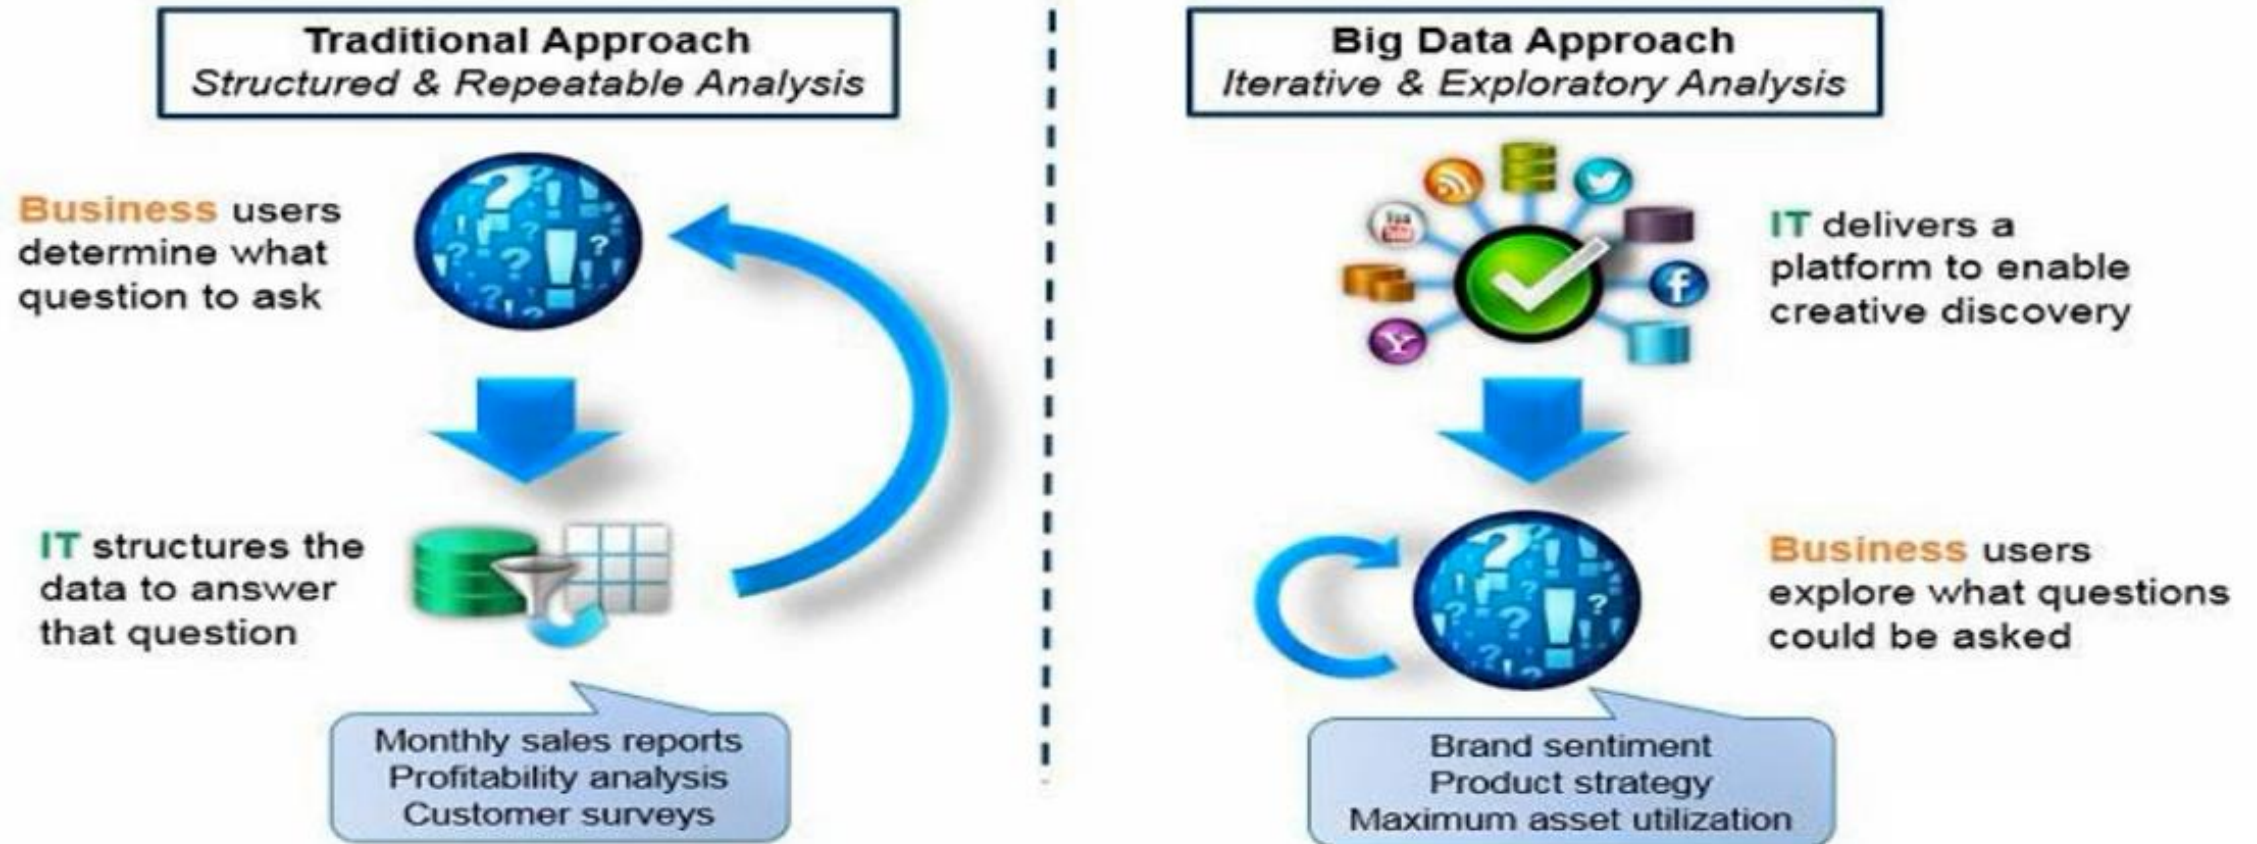 Traditional Approach
Structured & Repeatable Analysis
Business users
determine what
question to ask
IT structures the
data to answer
that question
Monthly sales reports
Profitability analysis
Customer surveys
Big Data Approach
Iterative & Exploratory Analysis
IT delivers a
platform to enable
creative discovery
Business users
explore what questions
could be asked
Brand sentiment
Product strategy
Maximum asset utilization